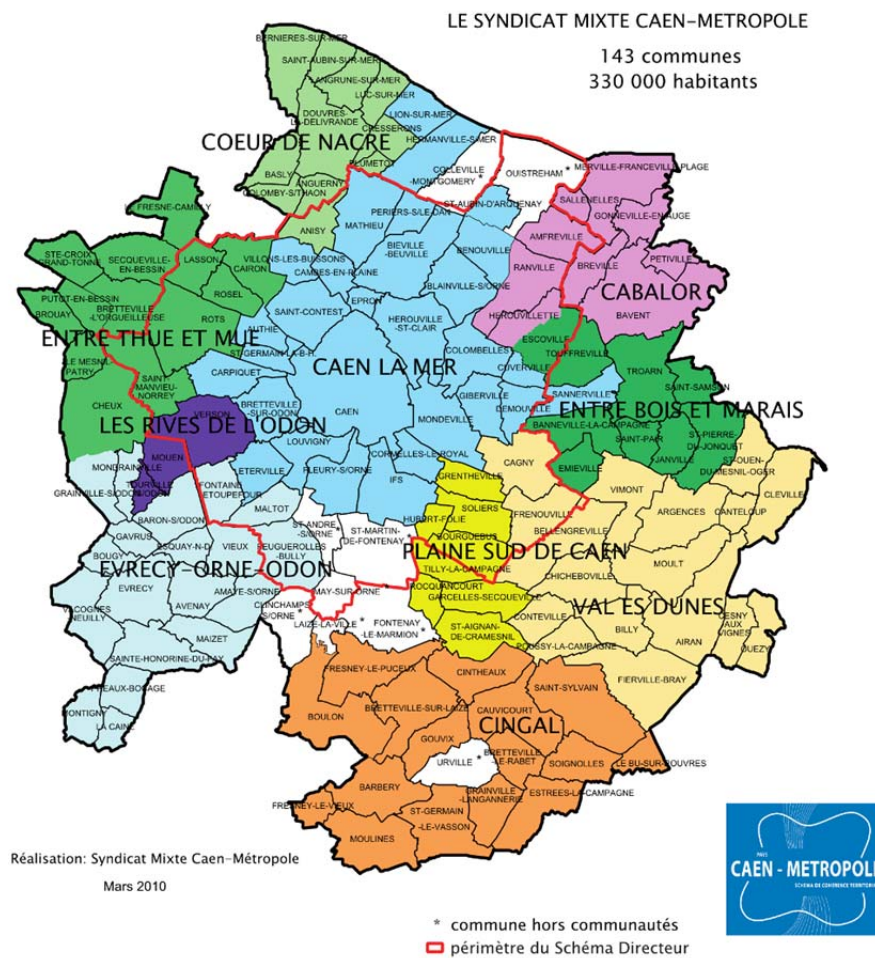 LE SYNDICAT MIXTE CAEN-METROPOLE
143 communes
330 000 habitants
BERNIERES-SUR-MER
SAINT-AUBIN-SUR-MER
LANGRUNE-SUR-MER
LUC-SUR-MER
DOUVRES
-LA-DELIVRANDE
LION-SUR-MER
CRESSERONS
HERMANVILLE-S-MER
COEUR DE NACRE
PLUMETOT
COLLEVILLE
-MONTGOMERY *
OUISTREHAM *
MERVILLE-FRANCEVILLE-PLAGE
BASLY
ANGUERNY
COLOMBY-S/THAON
ST-AUBIN-D'ARQUENAY
SALLENELLES
GONNEVILLE-EN-AUGE
LE FRESNE-CAMILLY
ANISY
MATHIEU
PERIERS-S/LE-DAN
AMFREVILLE
STE-CROIX
GRAND-TONNE
SECQUEVILLE-
EN-BESSIN
LASSON
VILLONS-LES-BUISSONS
CAIRON
CAMBES-EN-PLAINE
BIEVILLE
-BEUVILLE
BENOUVILLE
RANVILLE
BREVILLE
PETIVILLE
BLAINVILLE-S/ORNE
CABALOR
PUTOT-EN-BESSIN
BROUAY
BRETTEVILLE
-L'ORGUEILLEUSE
ROSEL
ROTS
EPRON
SAINT-CONTEST
HEROUVILLE
-ST-CLAIR
HEROUVILLETTE
BAVENT
ENTRE THUE ET MUE
AUTHIE
ESCOVILLE
TOUFFREVILLE
LE MESNIL-
PATRY
ST-GERMAIN-LA-B.H.
COLOMBELLES
CUVERVILLE
TROARN
CAEN LA MER
SAINT-
MANVIEU-
NORREY
CARPIQUET
SANNERVILLE *
SAINT-SAMSON
CHEUX
VERSON
BRETTEVILLE
-SUR-ODON
CAEN
GIBERVILLE
DEMOUVILLE
ENTRE BOIS ET MARAIS
LES RIVES DE L'ODON
MONDEVILLE
BANNEVILLE-LA-CAMPAGNE
SAINT-PAIR
ST-PIERRE-
DU-JONQUET
MOUEN
LOUVIGNY
CORMELLES-LE-ROYAL
CAGNY
JANVILLE
ST-OUEN-
DU-MESNIL-OGER
MONDRAINVILLE
TOURVILLE
GRAINVILLE-S/ODON
FONTAINE
ETOUPEFOUR
ETERVILLE
FLEURY-S/ORNE
IFS
GRENTHEVILLE
EMIEVILLE
VIMONT
CLEVILLE
MALTOT
SOLIERS
FRENOUVILLE
ARGENCES
CANTELOUP
BARON-S/ODON
ST-ANDRE
-S/ORNE *
ST-MARTIN-
DE-FONTENAY *
HUBERT-FOLIE
BOURGUEBUS
BELLENGREVILLE
GAVRUS
ESQUAY-N-D
VIEUX
FEUGUEROLLES
-BULLY
PLAINE SUD DE CAEN
BOUGY
EVRECY-ORNE-ODON
TILLY-LA-CAMPAGNE
CHICHEBOVILLE
MOULT
EVRECY
AMAYE-S/ORNE
MAY-SUR-ORNE *
ROCQUANCOURT
GARCELLES-SECQUEVILLE
VACOGNES
-NEUILLY
AVENAY
CLINCHAMPS
-S/ORNE *
LAIZE-LA-VILLE *
FONTENAY
-LE-MARMION *
CONTEVILLE
VAL ES DUNES
CESNY
AUX
VIGNES
MAIZET
ST-AIGNAN-
DE-CRAMESNIL
BILLY
POUSSY-LA-CAMPAGNE
AIRAN
OUEZY
SAINTE-HONORINE-DU-FAY
FRESNEY-LE-PUCEUX
CINTHEAUX
FIERVILLE-BRAY
PREAUX-BOCAGE
SAINT-SYLVAIN
MONTIGNY
LA CAINE
BOULON
BRETTEVILLE-SUR-LAIZE
CAUVICOURT
CINGAL
GOUVIX
URVILLE *
BRETTEVILLE
-LE-RABET
SOIGNOLLES
LE BU-SUR-ROUVRES
BARBERY
GRAINVILLE
-LANGANNERIE
ESTREES-LA-CAMPAGNE
FRESNEY-LE-VIEUX
ST-GERMAIN
-LE-VASSON
MOULINES
Réalisation: Syndicat Mixte Caen-Métropole
Mars 2010
PAYS
CAEN - METROPOLE
SCHEMA DE COHERENCE TERRITORIALE
* commune hors communautés
périmètre du Schéma Directeur